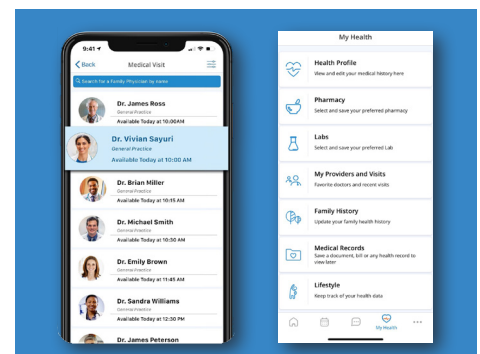 9:41
Back
Medical Visit
Search for a Family Physician by name
Dr. James Ross
General Practice
Available Today at 10:00AM
Dr. Vivian Sayuri
General Practice
Available Today at 10:00 AM
Dr. Brian Miller
General Practice
Available Today at 10:15 AM
Dr. Michael Smith
General Practice
Available Today at 10:30 AM
Dr. Emily Brown
General Practice
Available Today at 11:45 AM
Dr. Sandra Williams
General Practice
Available Today at 12:30 PM
Dr. James Peterson
My Health
Health Profile
View and edit your medical history here
Pharmacy
Select and save your preferred pharmacy
Labs
Select and save your preferred Lab
My Providers and Visits
Favorite doctors and recent visits
Family History
Update your family health history
Medical Records
Save a document, bill or any health record to
view later
Lifestyle
Keep track of your health data
My Health